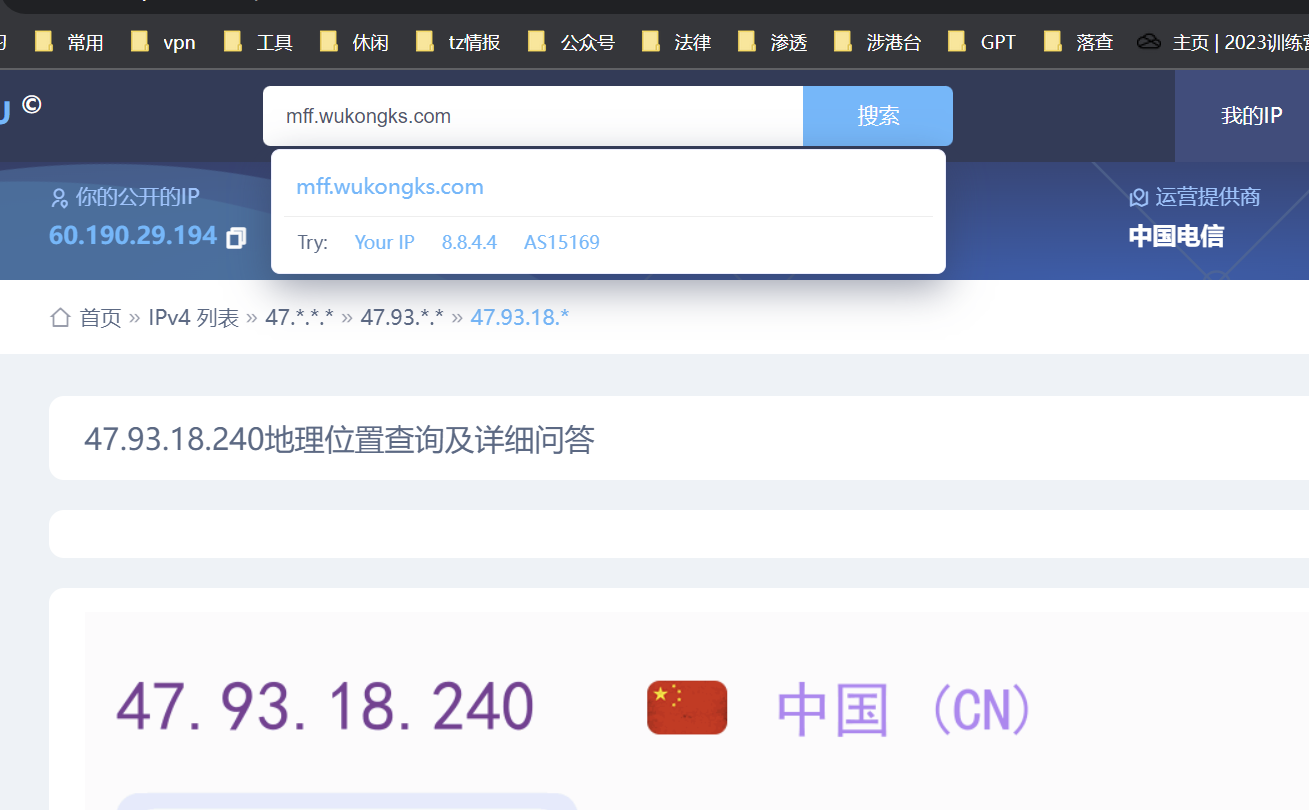 常用 vpn 工具 休闲 tz情报 公众号 法律 渗透 涉港台 GPT 落查 主页 | 2023训练营
©
mff.wukongks.com 搜索 我的IP
mff.wukongks.com
Try: Your IP 8.8.4.4 AS15169
你的公开的IP
60.190.29.194
运营提供商
中国电信
首页 » IPv4 列表 » 47.*.*.* » 47.93.*.* » 47.93.18.*
47.93.18.240地理位置查询及详细问答
47.93.18.240 中国 (CN)